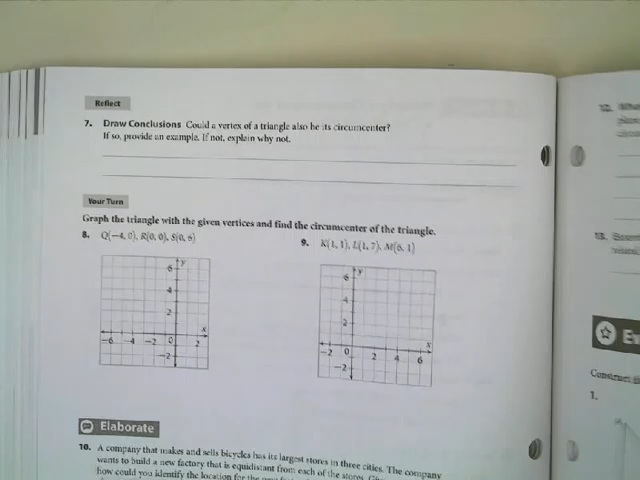 Reflect
7. Draw Conclusions Could a vertex of a triangle also be its circumcenter?
If so, provide an example. If not, explain why not.
Your Turn
Graph the triangle with the given vertices and find the circumcenter of the triangle.
8. Q(−4, 0), R(0, 0), S(0, 6)
9. K(1, 1), L(1, 7), M(6, 1)
6 y
4
2
x
−6 −4 −2 0 2
−2
6 y
4
2
x
−2 0 2 4 6
−2
Elaborate
10. A company that makes and sells bicycles has its largest stores in three cities. The company
wants to build a new factory that is equidistant from each of the stores.
how could you identify the location for the
12.
13.
Ev
Construct
1.